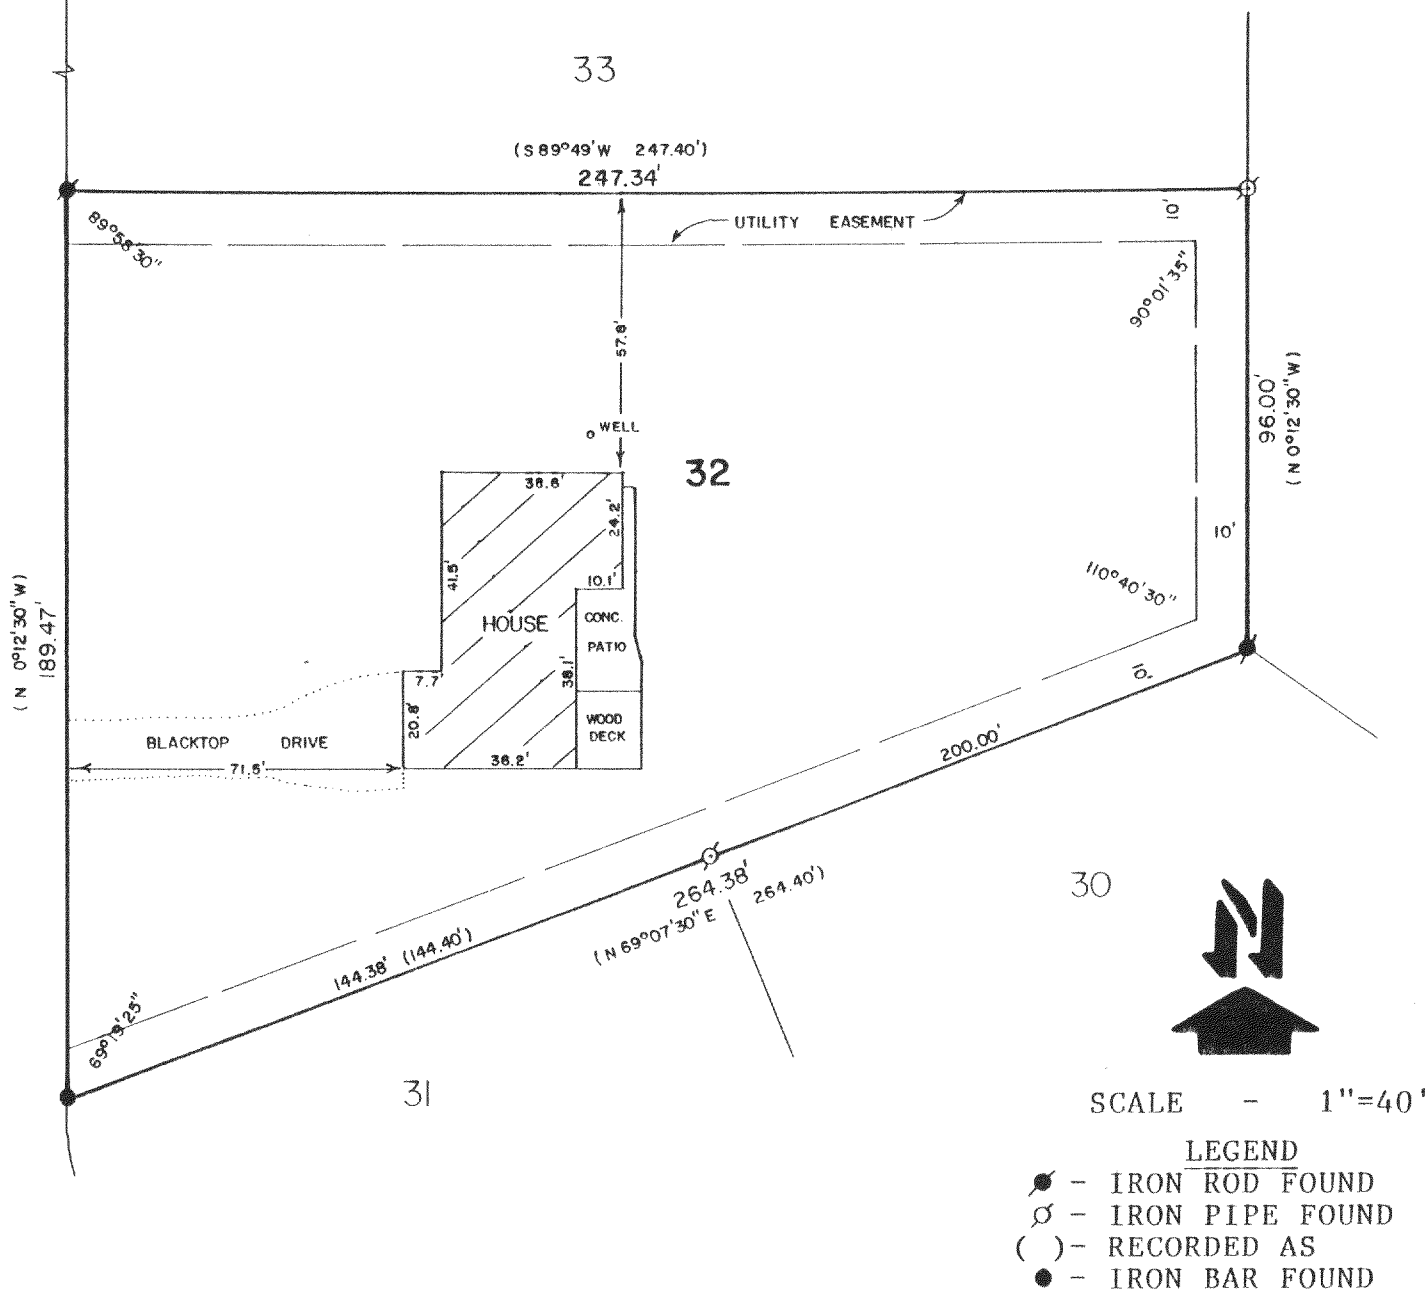 33
(S 89°49'W 247.40')
247.34'
UTILITY EASEMENT
10'
89°58'30"
90°01'35"
57.8'
WELL
32
96.00'
(N 0°12'30"W)
38.6'
24.2'
10.1'
41.5'
HOUSE
CONC.
PATIO
38.1'
7.7'
20.8'
WOOD
DECK
36.2'
BLACKTOP DRIVE
71.5'
(N 0°12'30"W)
189.47'
10'
110°40'30"
10'
200.00'
264.38'
(N 69°07'30"E 264.40')
144.38' (144.40')
69°19'25"
30
31
N
SCALE - 1"=40'
LEGEND
- IRON ROD FOUND
- IRON PIPE FOUND
( ) - RECORDED AS
- IRON BAR FOUND